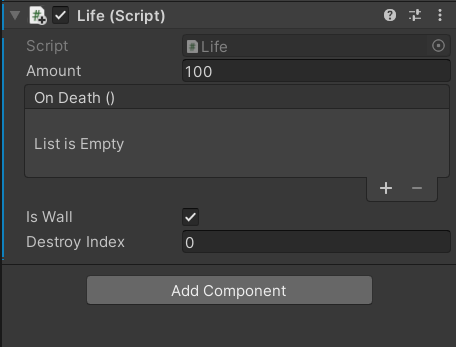 Life (Script)
Script Life
Amount 100
On Death ()
List is Empty
Is Wall
Destroy Index 0
Add Component